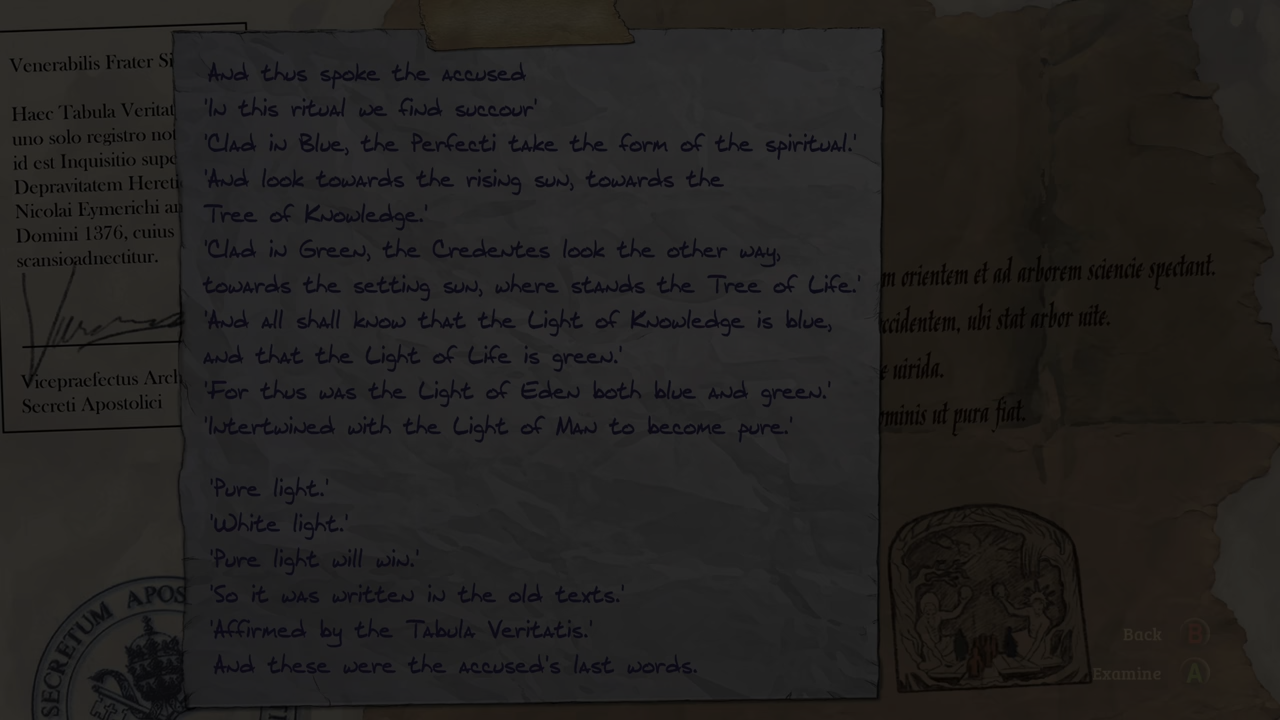 Venerabilis Frater Si
Haec Tabula Veritat
uno solo registro not
id est Inquisitio supe
Depravitatem Hereti
Nicolai Eymerichi an
Domini 1376, cuius
scansioadnectitur.
Vicepraefectus Arch
Secreti Apostolici
SECRETUM APOS
And thus spoke the accused
'In this ritual we find succour'
'Clad in Blue, the Perfecti take the form of the spiritual.'
'And look towards the rising sun, towards the
Tree of Knowledge.'
'Clad in Green, the Credentes look the other way,
towards the setting sun, where stands the Tree of Life.'
'And all shall know that the Light of Knowledge is blue,
and that the Light of Life is green.'
'For thus was the Light of Eden both blue and green.'
'Intertwined with the Light of Man to become pure.'
'Pure light.'
'White light.'
'Pure light will win.'
'So it was written in the old texts.'
'Affirmed by the Tabula Veritatis.'
And these were the accused's last words.
m orientem et ad arborem sciencie spectant.
ccidentem, ubi stat arbor uite.
e uirida.
ominis ut pura fiat.
Back B
Examine A